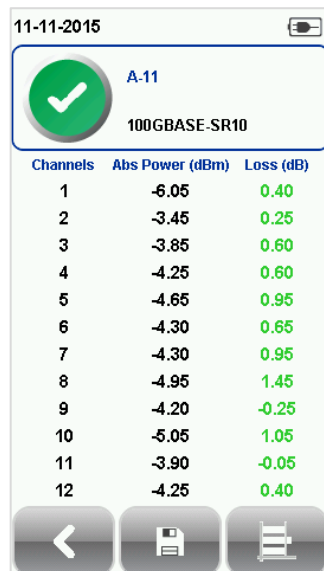 11-11-2015
A-11
100GBASE-SR10
Channels Abs Power (dBm) Loss (dB)
1 -6.05 0.40
2 -3.45 0.25
3 -3.85 0.60
4 -4.25 0.60
5 -4.65 0.95
6 -4.30 0.65
7 -4.30 0.95
8 -4.95 1.45
9 -4.20 -0.25
10 -5.05 1.05
11 -3.90 -0.05
12 -4.25 0.40